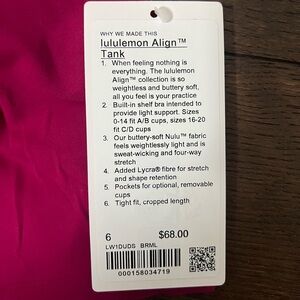 WHY WE MADE THIS
lululemon Align™
Tank
1. When feeling nothing is
everything. The lululemon
Align™ collection is so
weightless and buttery soft,
all you feel is your practice
2. Built-in shelf bra intended to
provide light support. Sizes
0-14 fit A/B cups, sizes 16-20
fit C/D cups
3. Our buttery-soft Nulu™ fabric
feels weightlessly light and is
sweat-wicking and four-way
stretch
4. Added Lycra® fibre for stretch
and shape retention
5. Pockets for optional, removable
cups
6. Tight fit, cropped length
6 $68.00
LW1DUDS BRML
000158034719